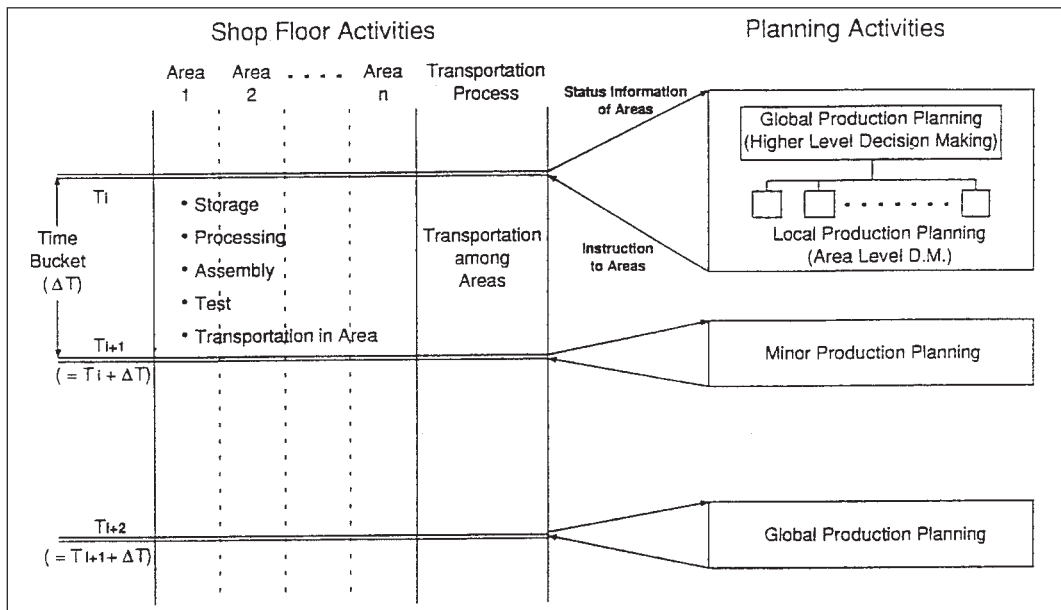 Shop Floor Activities
Planning Activities
Area 1
Area 2
. . . .
Area n
Transportation Process
Status Information of Areas
Global Production Planning
(Higher Level Decision Making)
Ti
Time Bucket
(ΔT)
• Storage
• Processing
• Assembly
• Test
• Transportation in Area
Transportation among Areas
Instruction to Areas
Local Production Planning
(Area Level D.M.)
Ti+1
(= Ti + ΔT)
Minor Production Planning
Ti+2
(= Ti+1 + ΔT)
Global Production Planning